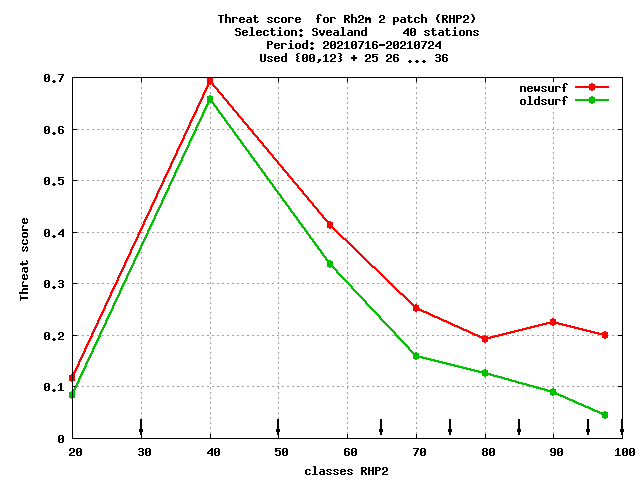 Threat score  for Rh2m 2 patch (RHP2)
Selection: Svealand     40 stations
Period: 20210716-20210724
Used {00,12} + 25 26 ... 36
newsurf
oldsurf
Threat score
0.7
0.6
0.5
0.4
0.3
0.2
0.1
0
20 30 40 50 60 70 80 90 100
classes RHP2